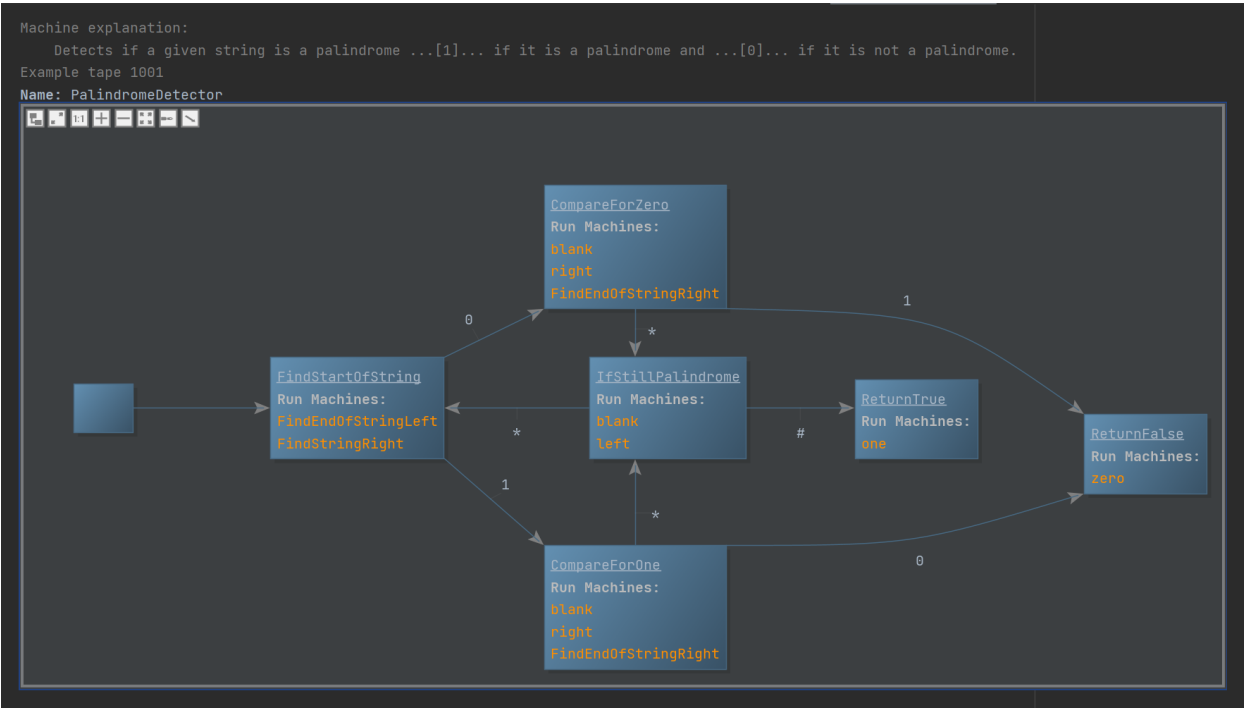 Machine explanation:
Detects if a given string is a palindrome ...[1]... if it is a palindrome and ...[0]... if it is not a palindrome.
Example tape 1001
Name: PalindromeDetector
1:1
CompareForZero
Run Machines:
blank
right
FindEndOfStringRight
1
0
*
FindStartOfString
Run Machines:
FindEndOfStringLeft
FindStringRight
*
IfStillPalindrome
Run Machines:
blank
left
#
ReturnTrue
Run Machines:
one
ReturnFalse
Run Machines:
zero
1
*
CompareForOne
Run Machines:
blank
right
FindEndOfStringRight
0